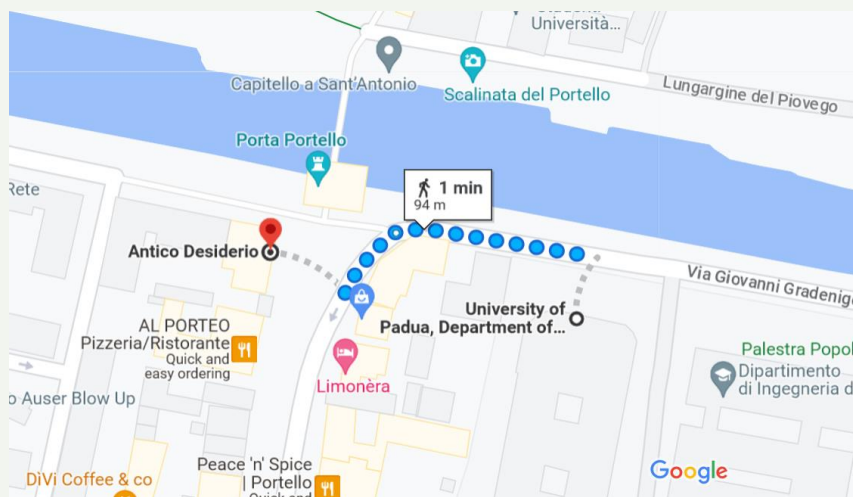 Università...
Capitello a Sant'Antonio
Scalinata del Portello
Lungargine del Piovego
Porta Portello
1 min
94 m
Rete
Antico Desiderio
Via Giovanni Gradenigo
University of
Padua, Department of...
AL PORTEO
Pizzeria/Ristorante
Quick and
easy ordering
Limonèra
Palestra Popol
Dipartimento
di Ingegneria d
o Auser Blow Up
Peace 'n' Spice
| Portello
Quick and
DiVi Coffee & co
Google